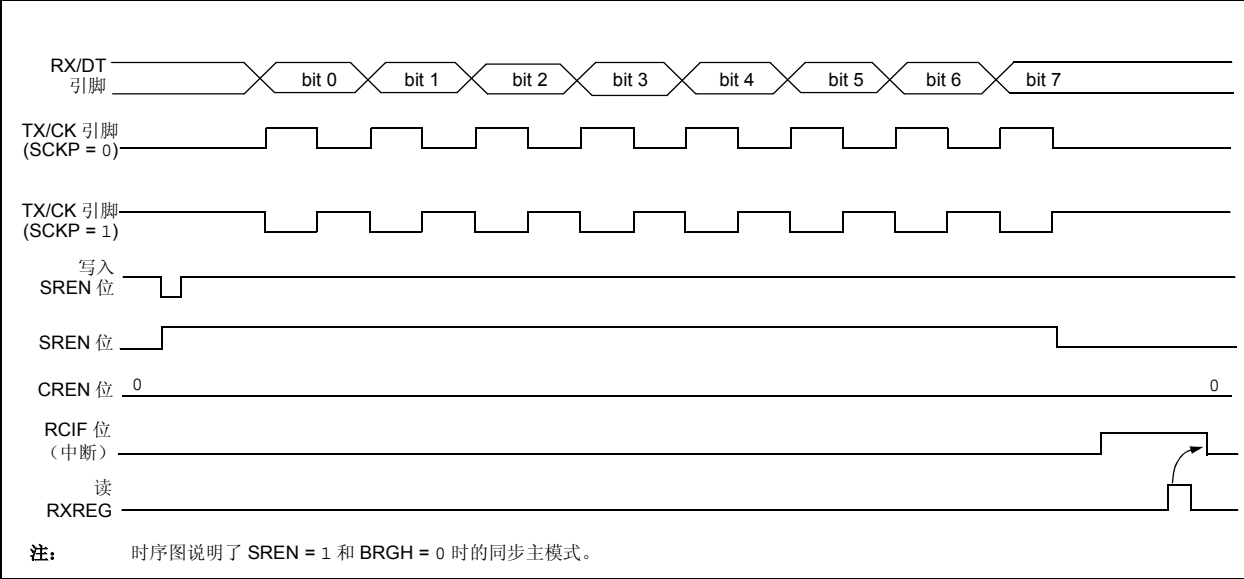 RX/DT
引脚
bit 0 bit 1 bit 2 bit 3 bit 4 bit 5 bit 6 bit 7
TX/CK 引脚
(SCKP = 0)
TX/CK 引脚
(SCKP = 1)
写入
SREN 位
SREN 位
CREN 位 0 0
RCIF 位
（中断）
读
RXREG
注： 时序图说明了 SREN = 1 和 BRGH = 0 时的同步主模式。